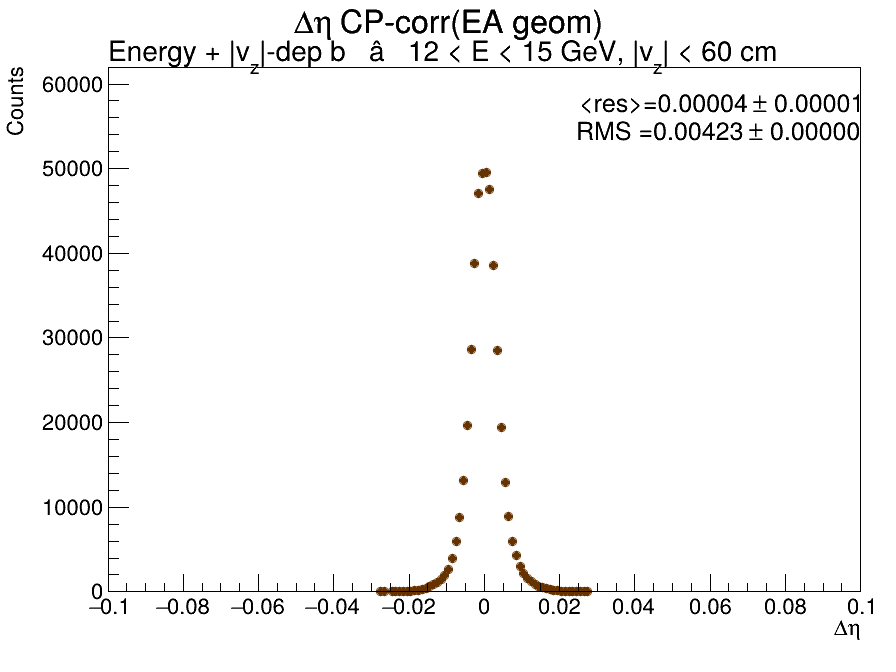 Δη CP-corr(EA geom)
Energy + |v_z|-dep b â 12 < E < 15 GeV, |v_z| < 60 cm
Counts
<res>=0.00004 ± 0.00001
RMS =0.00423 ± 0.00000
60000
50000
40000
30000
20000
10000
0
−0.1 −0.08 −0.06 −0.04 −0.02 0 0.02 0.04 0.06 0.08 0.1
Δη